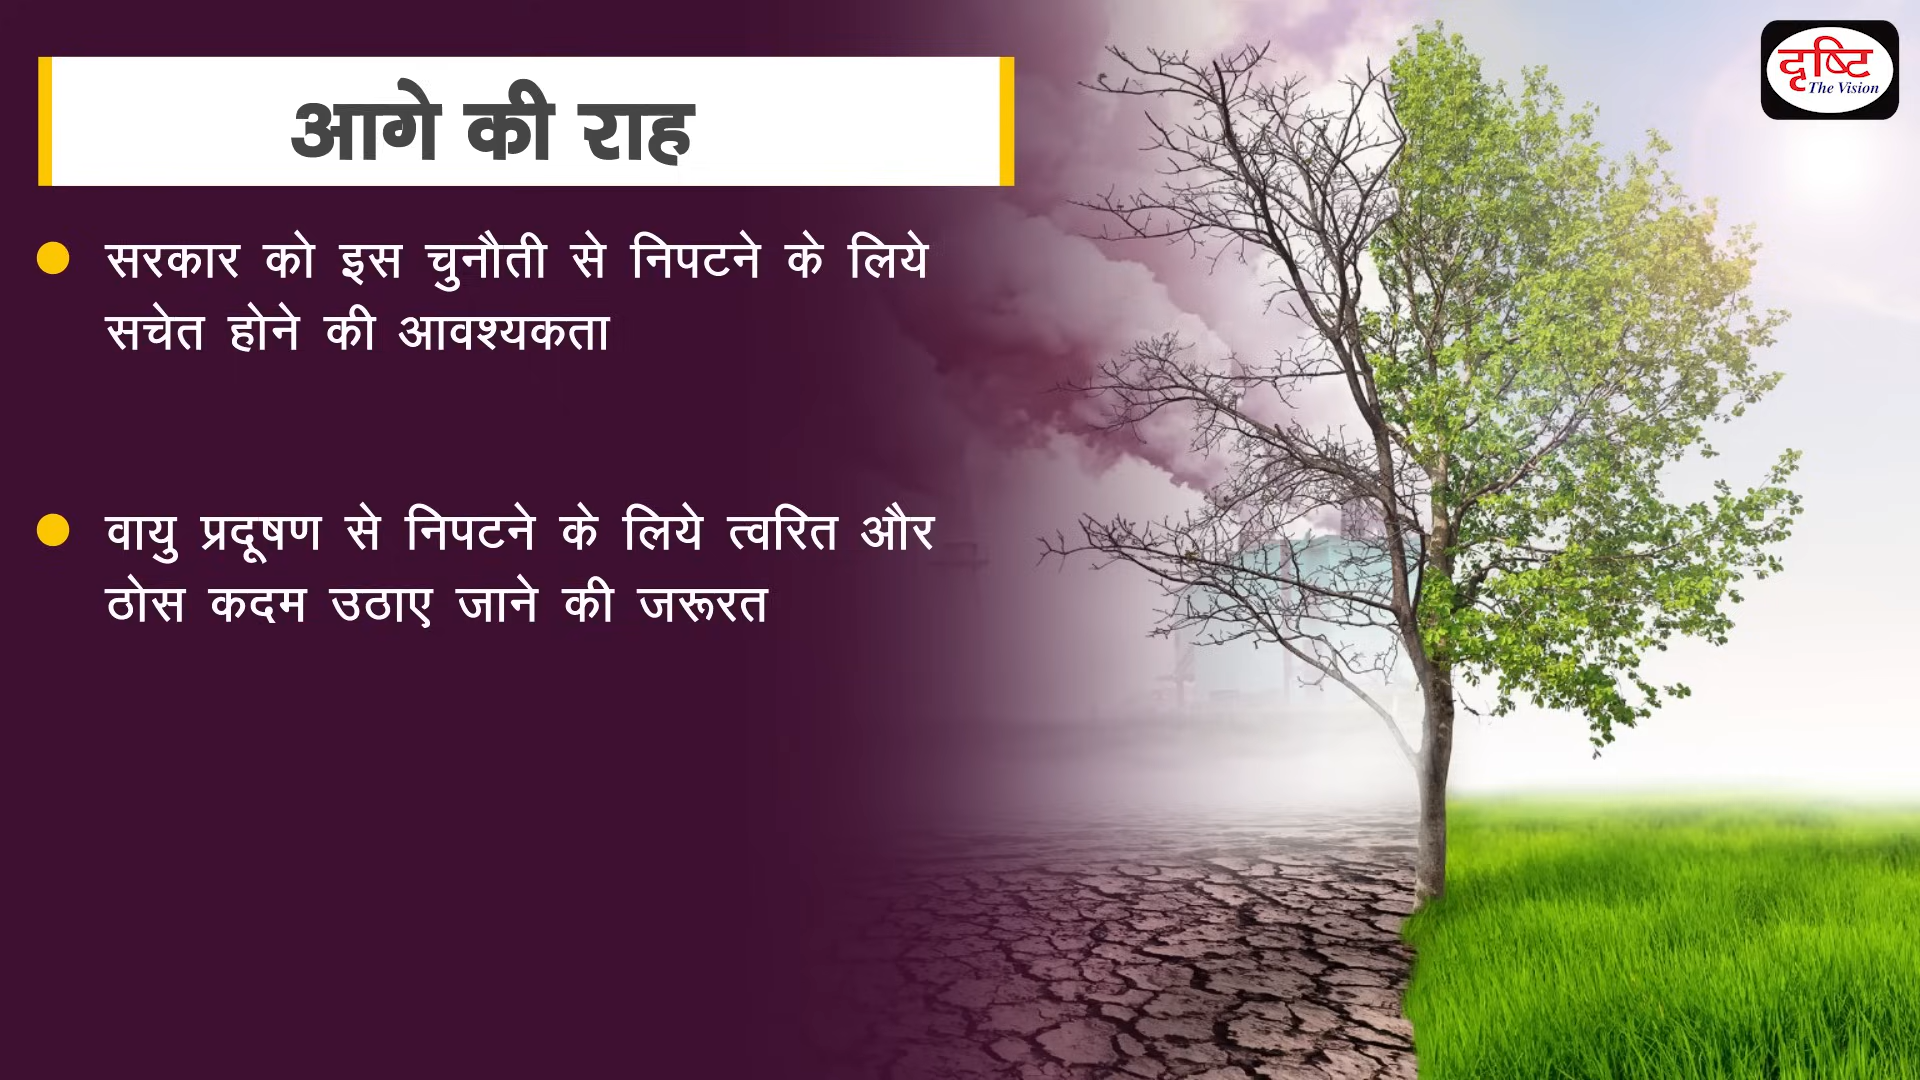 आगे की राह
दृष्टि
The Vision
सरकार को इस चुनौती से निपटने के लिये
सचेत होने की आवश्यकता
वायु प्रदूषण से निपटने के लिये त्वरित और
ठोस कदम उठाए जाने की जरूरत